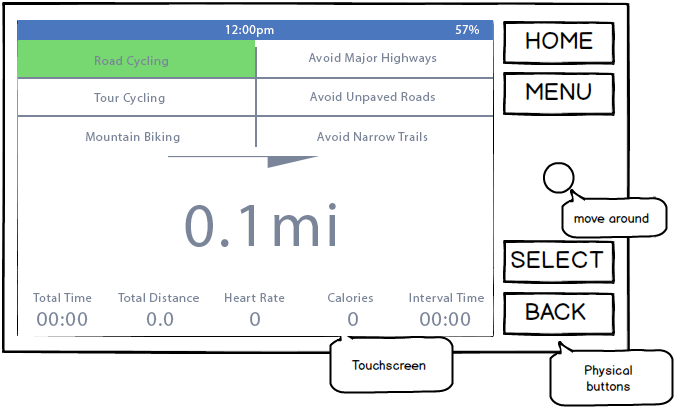 12:00pm 57%
Road Cycling Avoid Major Highways
Tour Cycling Avoid Unpaved Roads
Mountain Biking Avoid Narrow Trails
0.1mi
Total Time Total Distance Heart Rate Calories Interval Time
00:00 0.0 0 0 00:00
HOME
MENU
move around
SELECT
BACK
Touchscreen
Physical
buttons